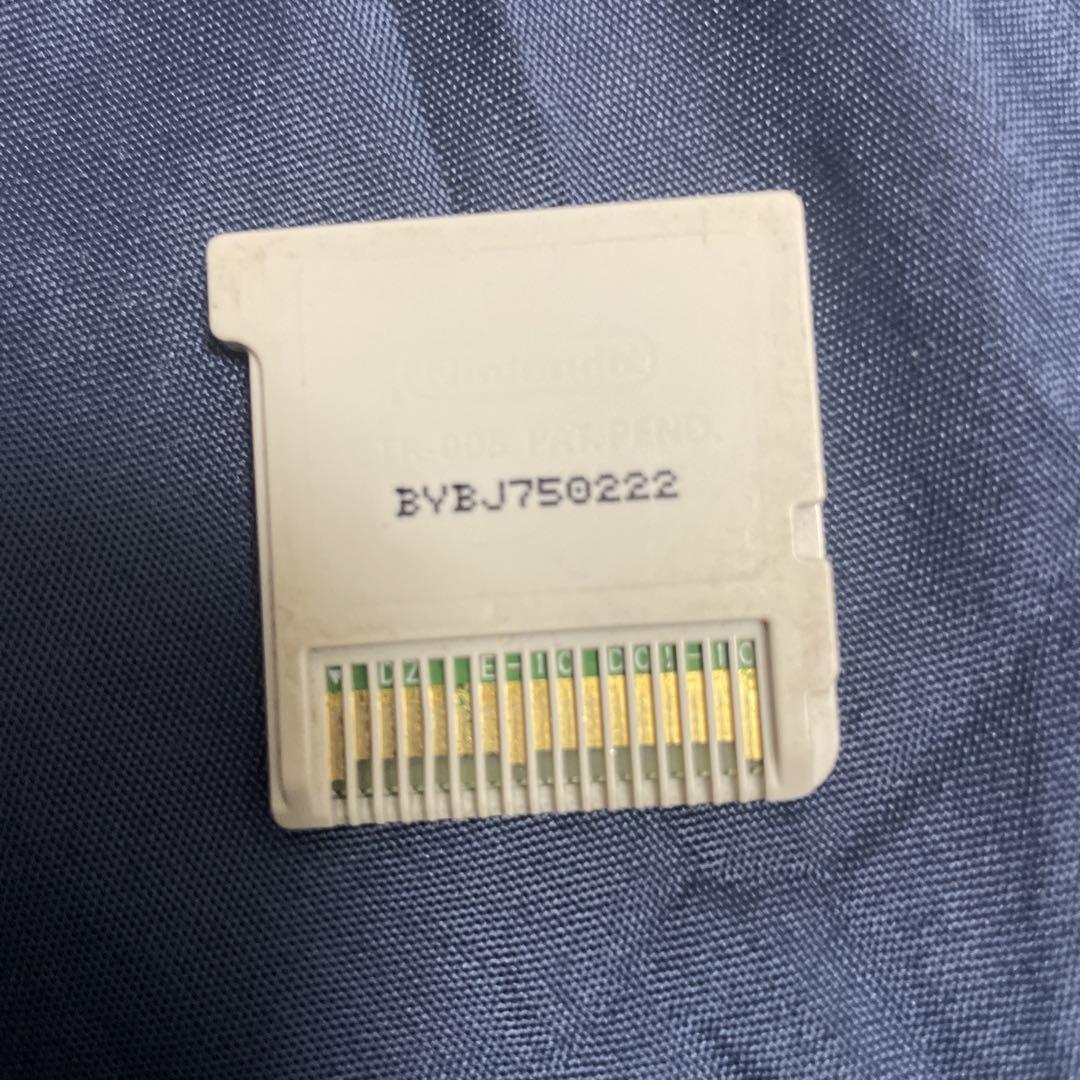 Nintendo
CTR-005 PAT. PEND.
BYBJ750222